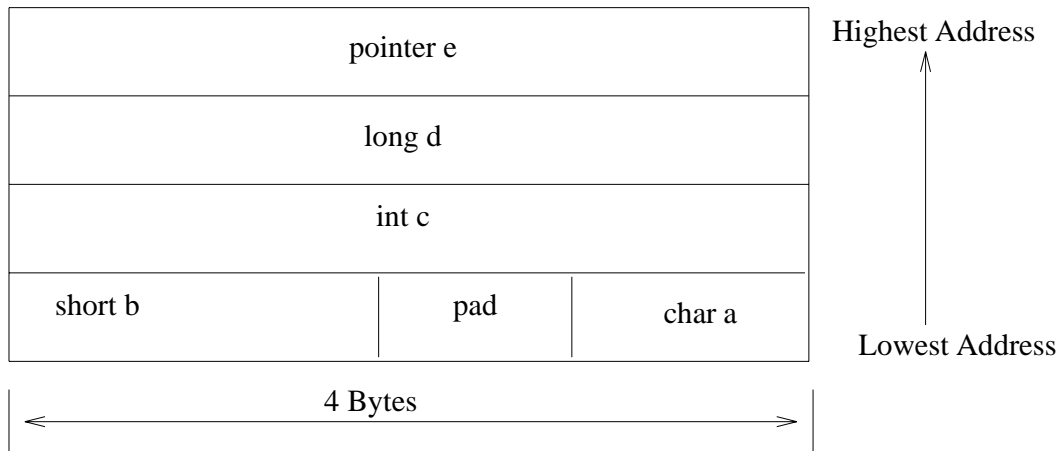 pointer e
Highest Address
long d
int c
short b
pad
char a
Lowest Address
4 Bytes